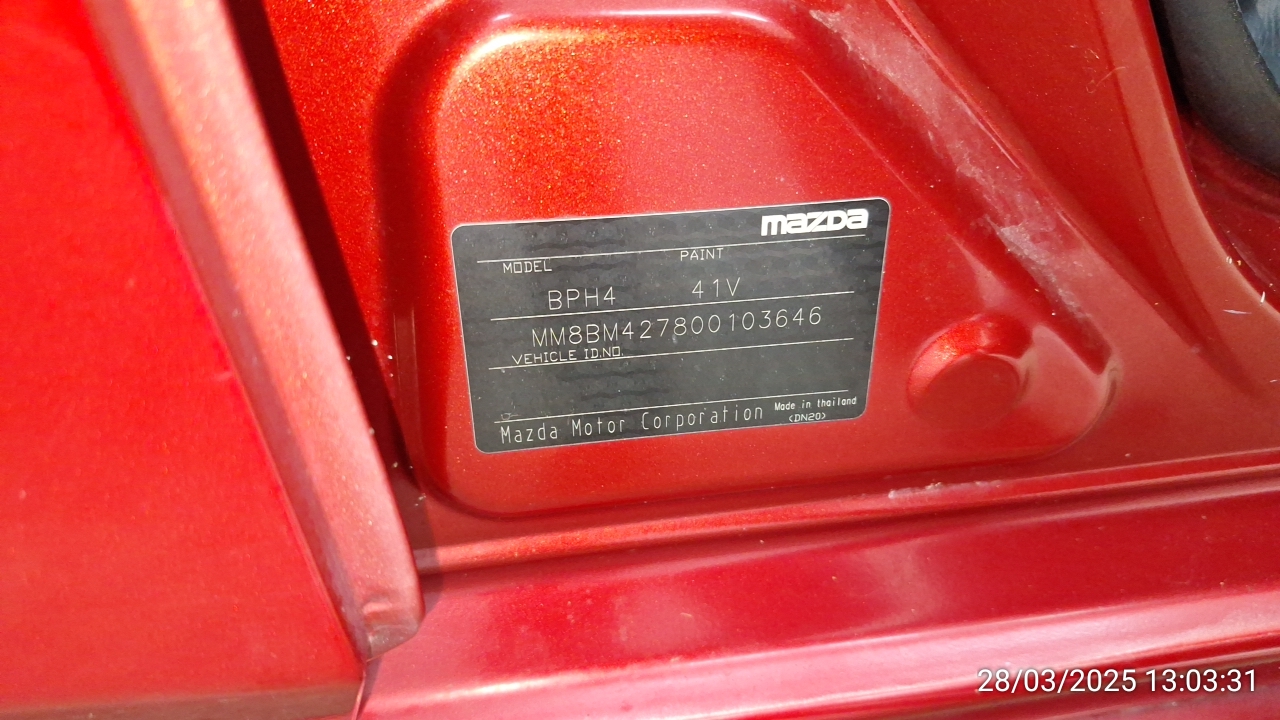 mazda
MODEL PAINT
BPH4 41V
MM8BM427800103646
VEHICLE ID.NO.
Mazda Motor Corporation Made in thailand
<DN20>
28/03/2025 13:03:31